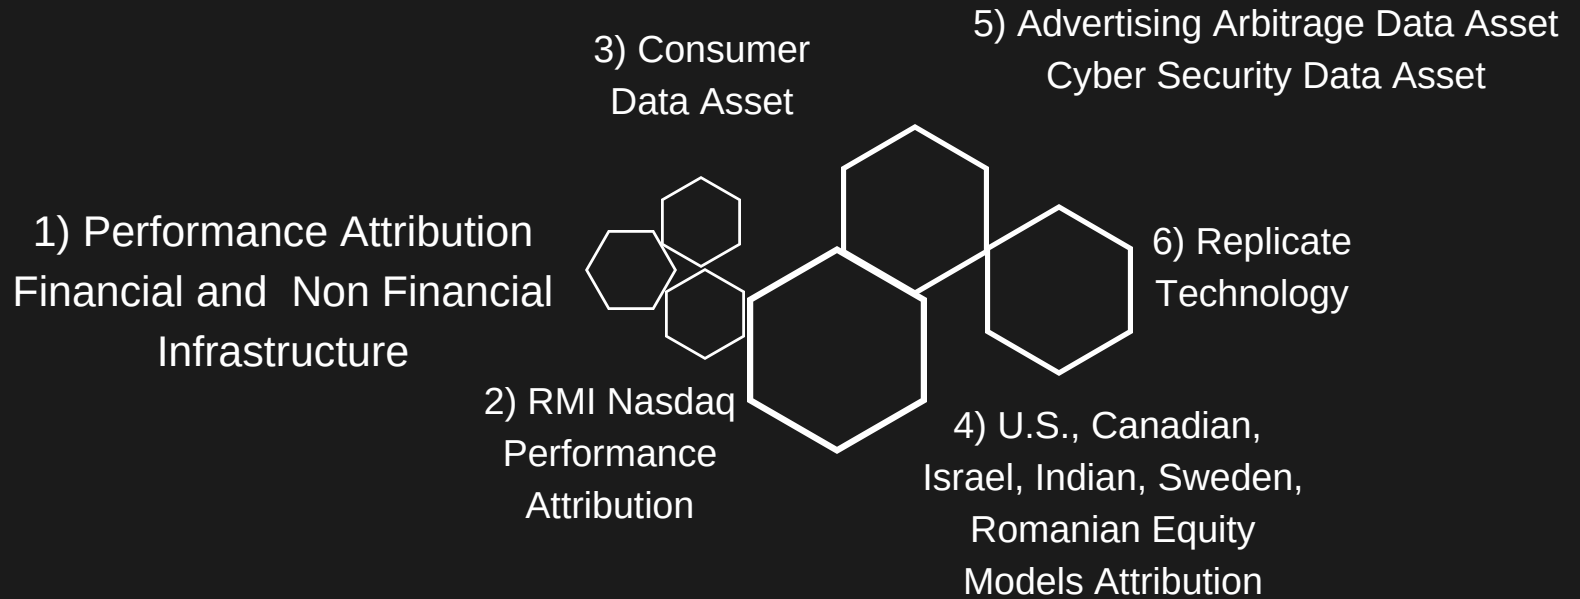 1) Performance Attribution
Financial and  Non Financial
Infrastructure
2) RMI Nasdaq
Performance
Attribution
3) Consumer
Data Asset
4) U.S., Canadian,
Israel, Indian, Sweden,
Romanian Equity
Models Attribution
5) Advertising Arbitrage Data Asset
Cyber Security Data Asset
6) Replicate
Technology